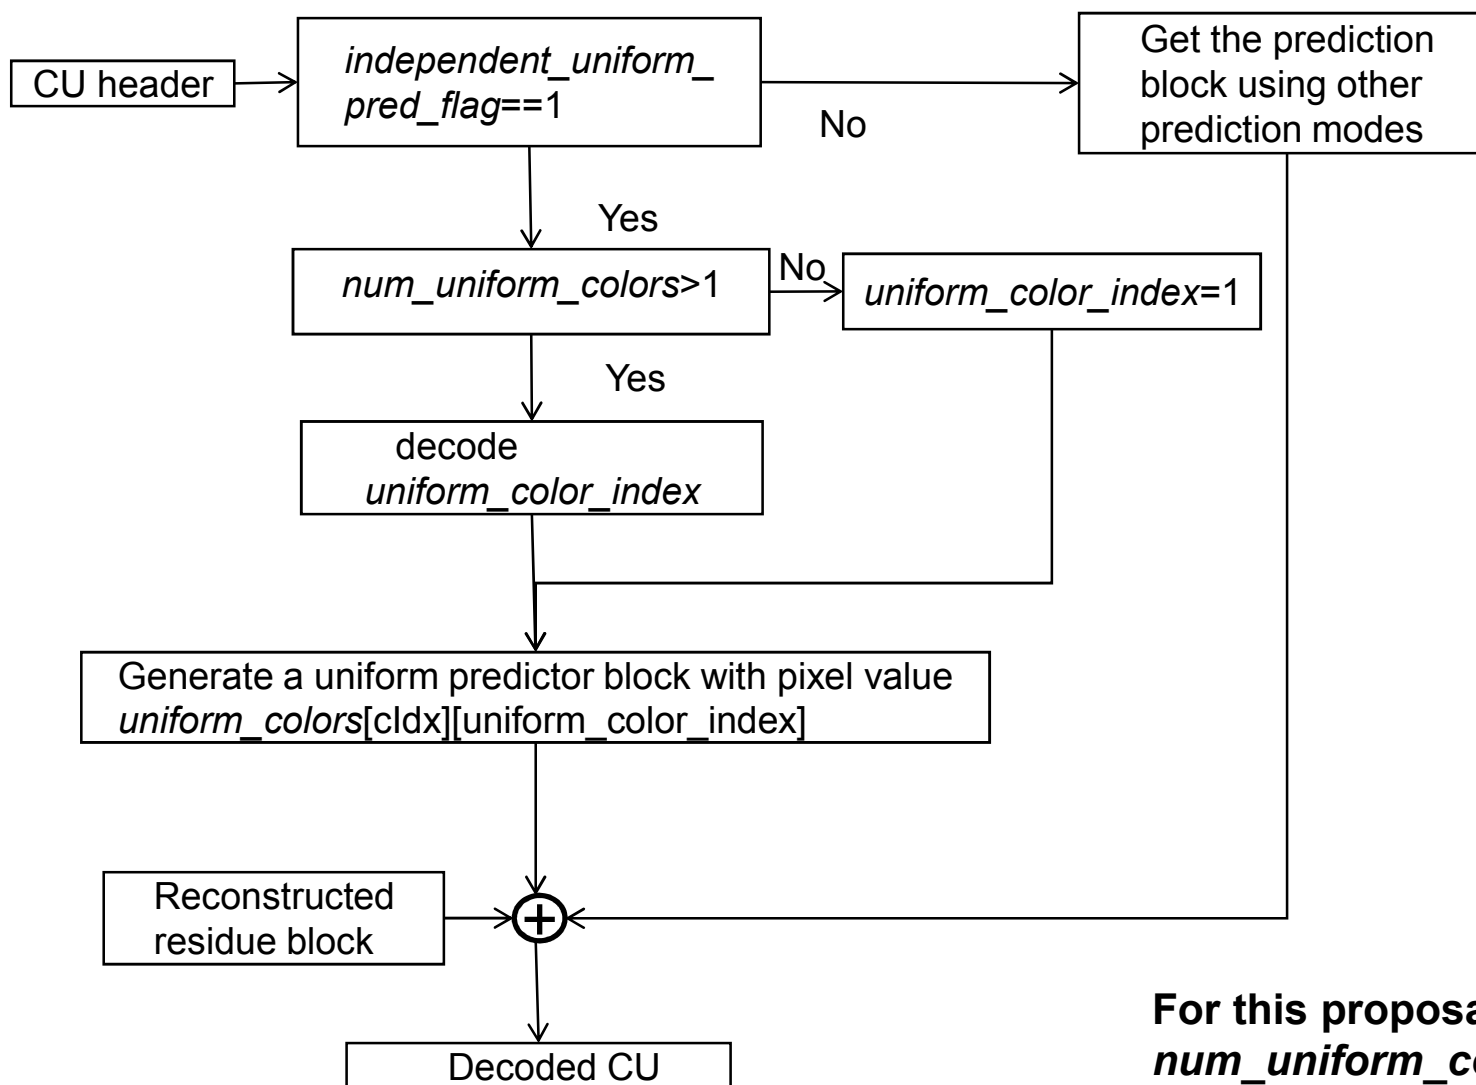 CU header
independent_uniform_
pred_flag==1
No
Get the prediction
block using other
prediction modes
Yes
num_uniform_colors>1
No
uniform_color_index=1
Yes
decode
uniform_color_index
Generate a uniform predictor block with pixel value
uniform_colors[cIdx][uniform_color_index]
Reconstructed
residue block
+
Decoded CU
For this